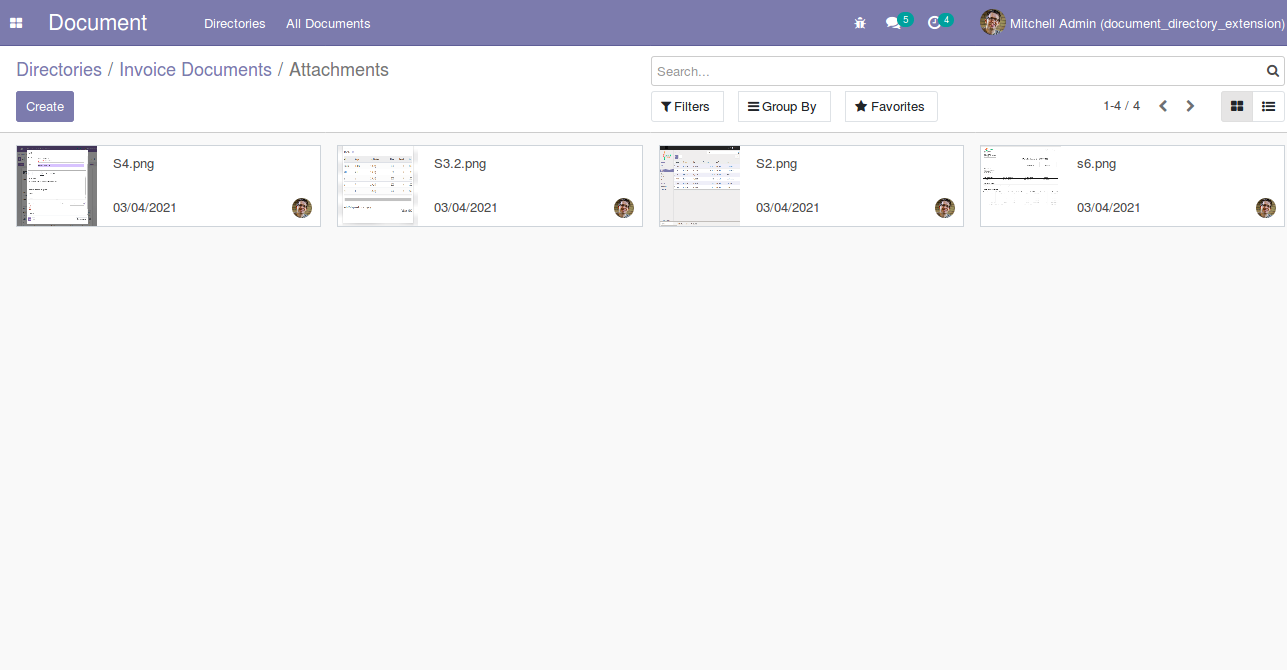 Document Directories All Documents 5 4 Mitchell Admin (document_directory_extension)
Directories / Invoice Documents / Attachments
Search...
Create Filters Group By Favorites 1-4 / 4
S4.png S3.2.png S2.png s6.png
03/04/2021 03/04/2021 03/04/2021 03/04/2021